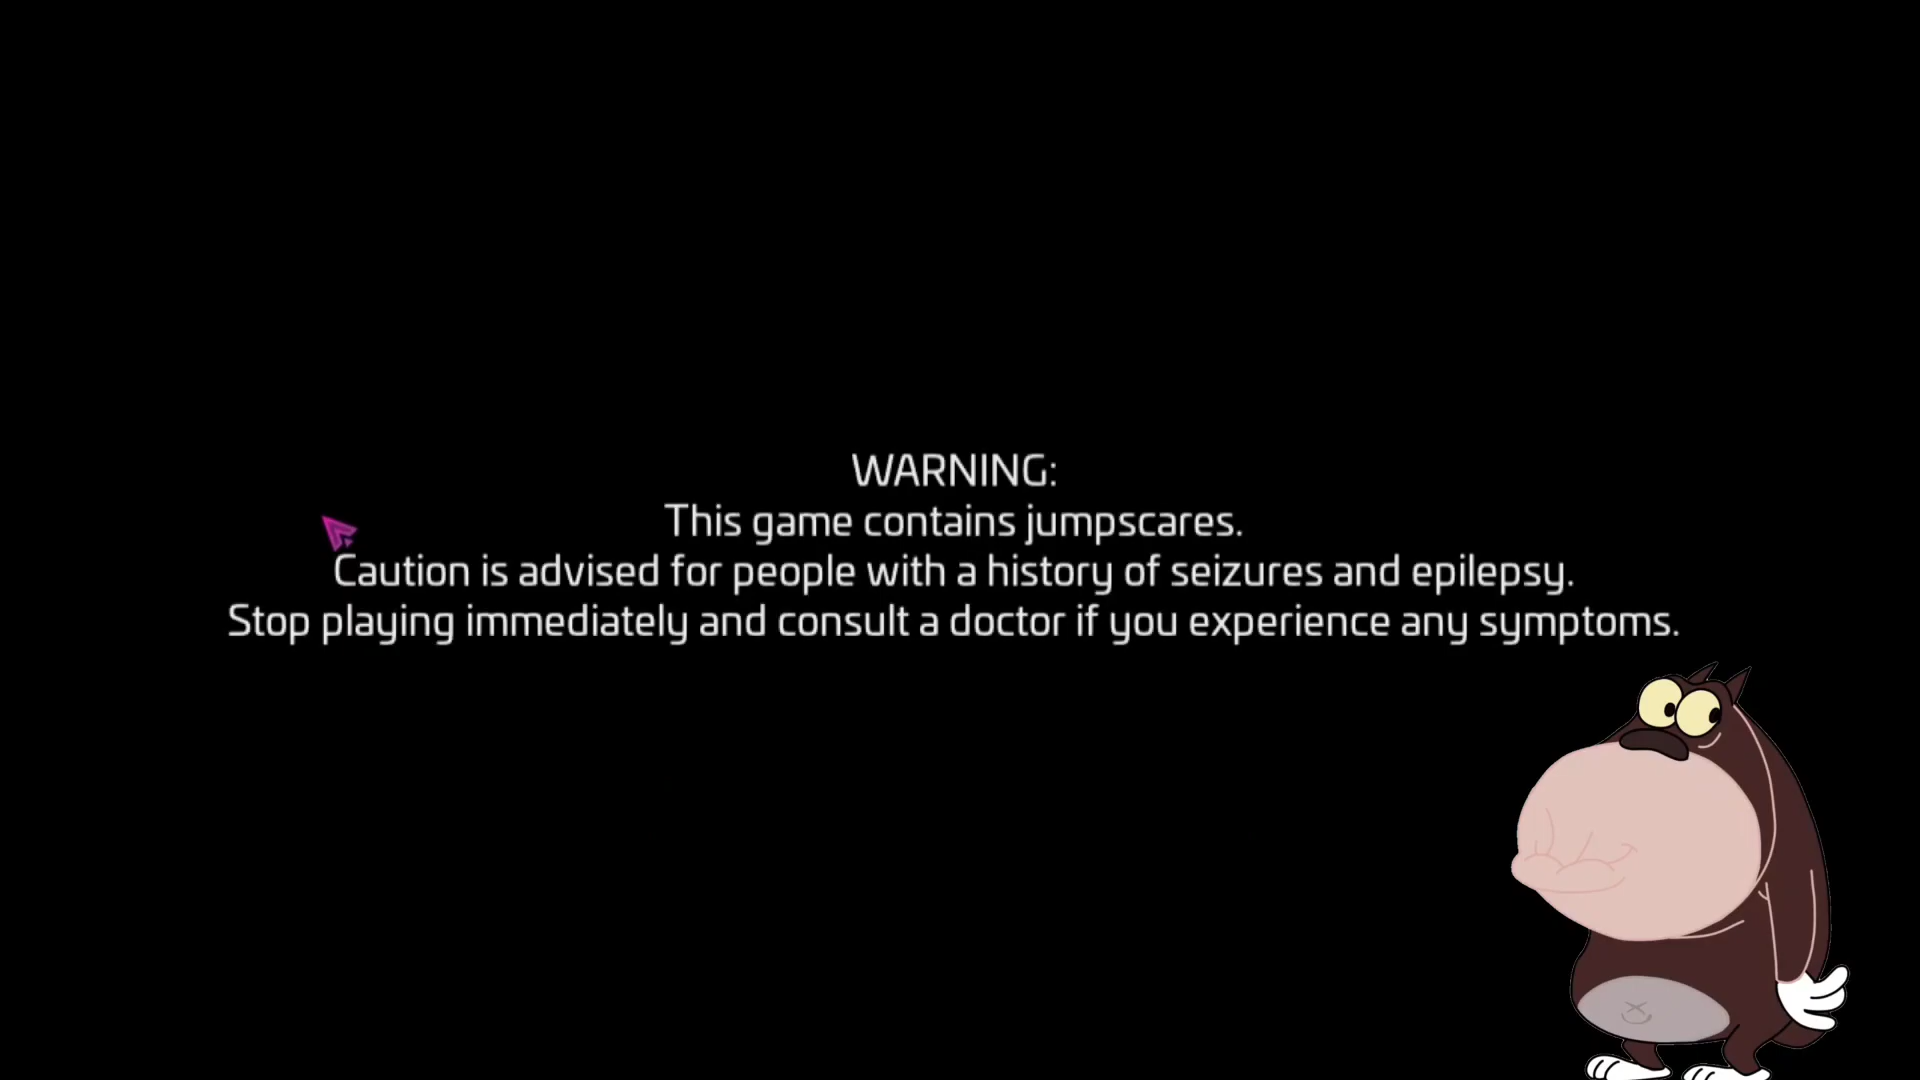 WARNING:
This game contains jumpscares.
Caution is advised for people with a history of seizures and epilepsy.
Stop playing immediately and consult a doctor if you experience any symptoms.